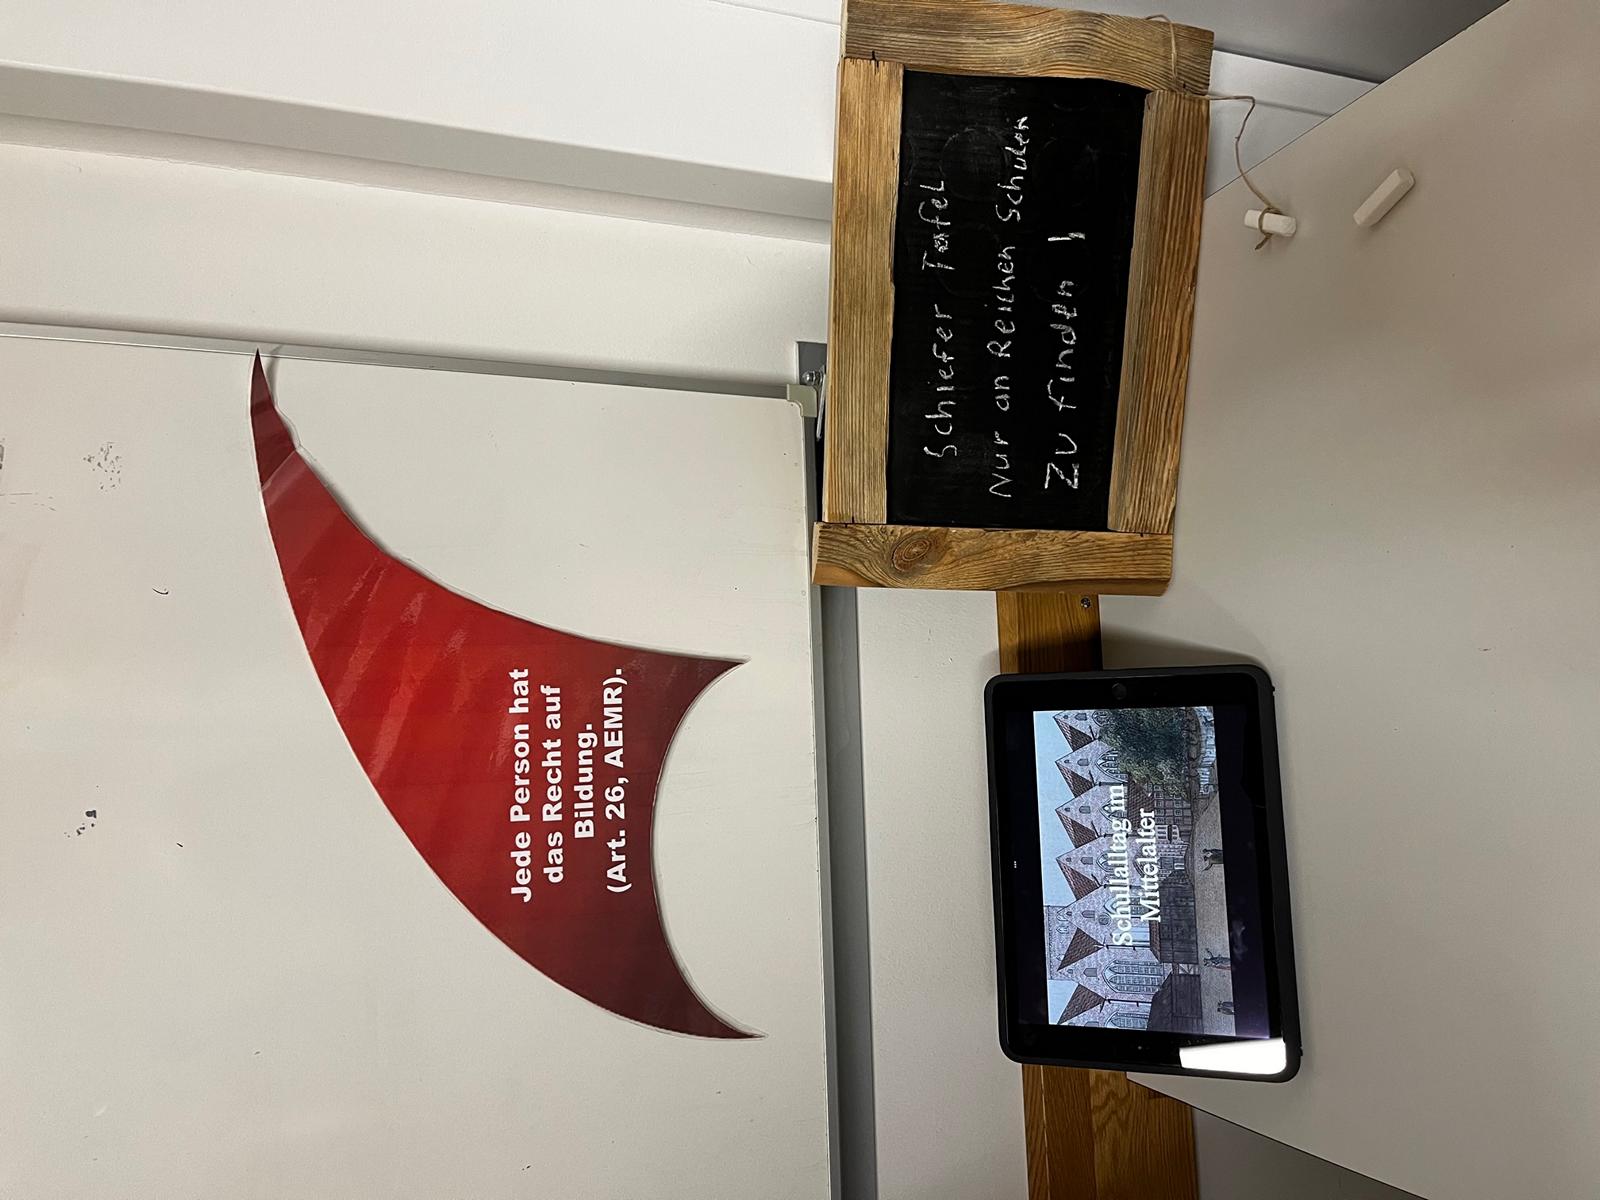 Jede Person hat
das Recht auf
Bildung.
(Art. 26, AEMR).
Schiefer Tafel
Nur an Reichen Schulen
Zu finden !
Schullalltag im
Mittelalter